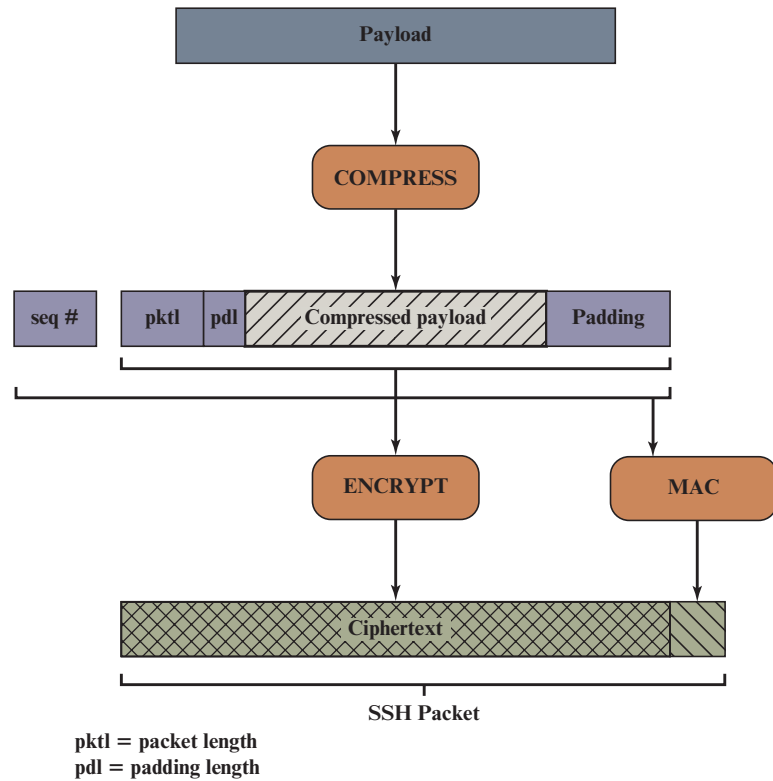 Payload
COMPRESS
seq #
pktl
pdl
Compressed payload
Padding
ENCRYPT
MAC
Ciphertext
SSH Packet
pktl = packet length
pdl = padding length